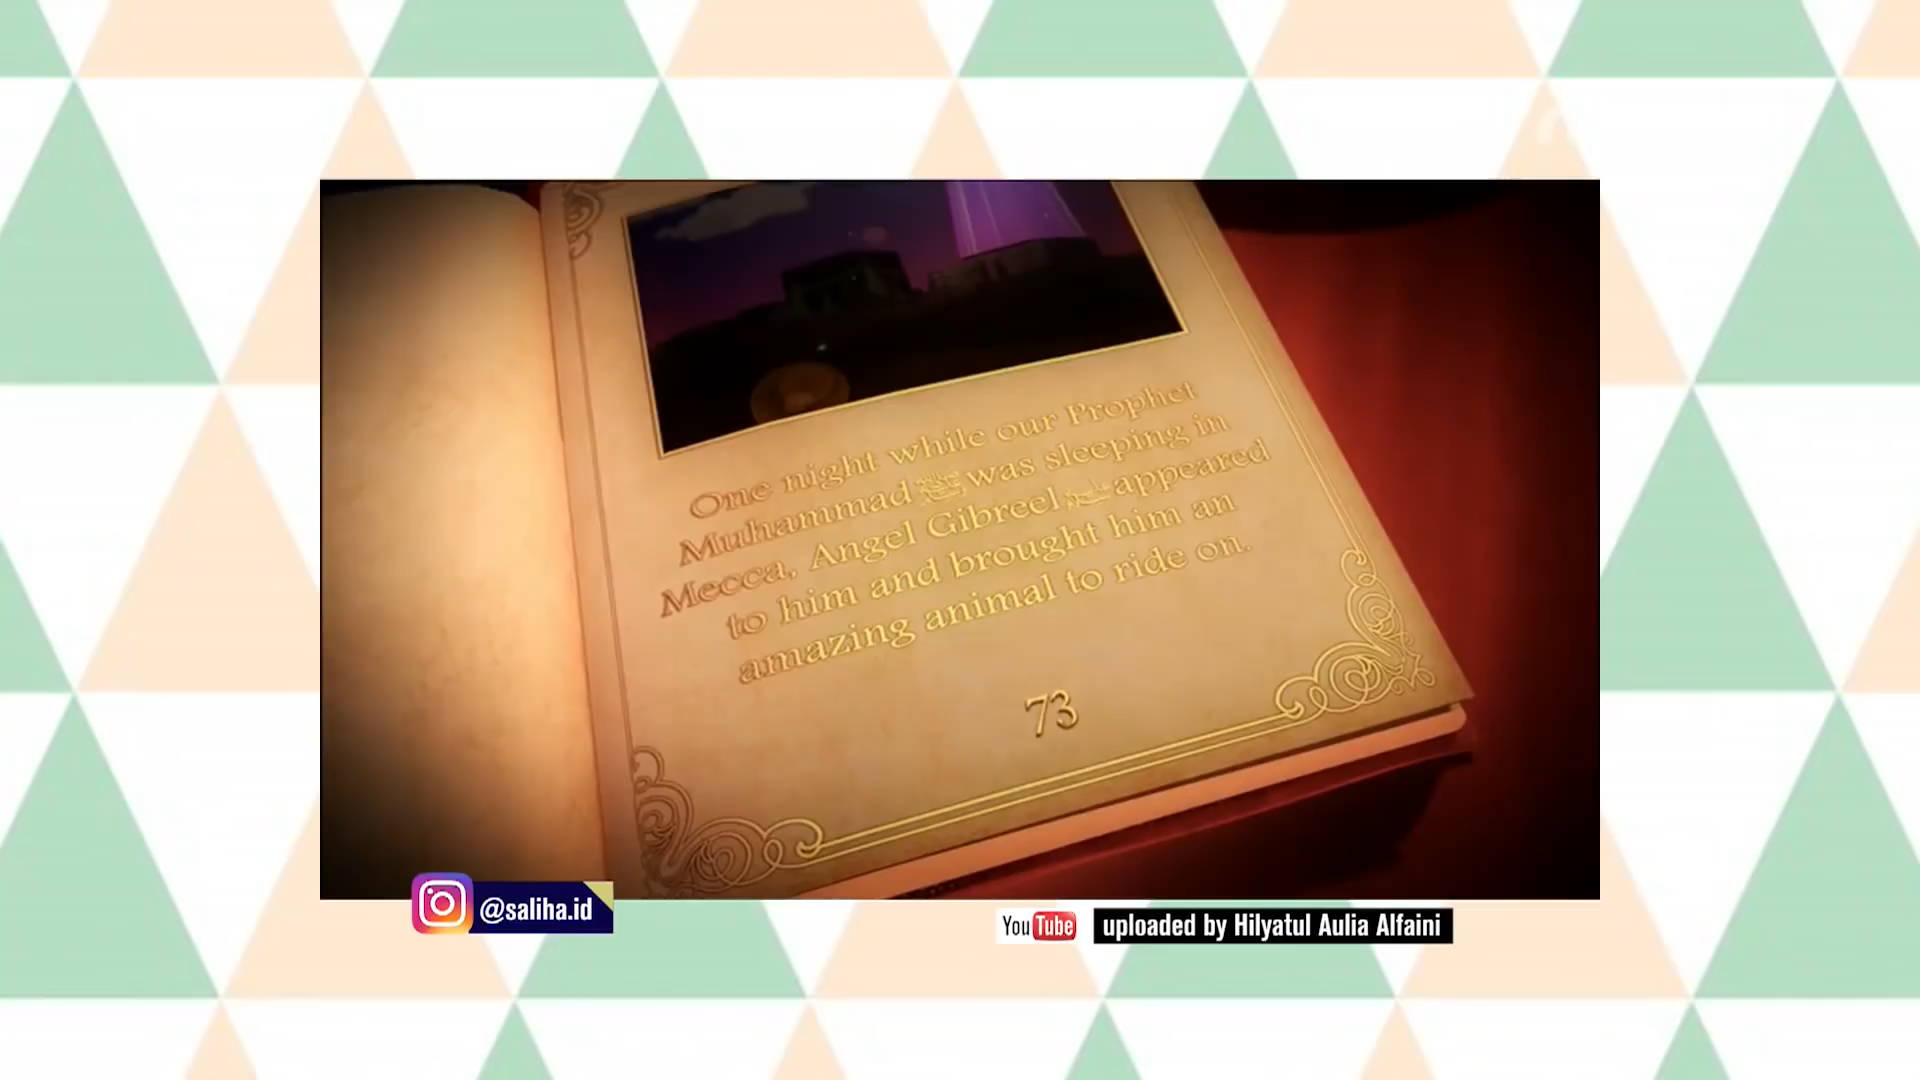 One night while our Prophet
Muhammad ﷺ was sleeping in
Mecca, Angel Gibreel appeared
to him and brought him an
amazing animal to ride on.
73
@saliha.id
YouTube uploaded by Hilyatul Aulia Alfaini